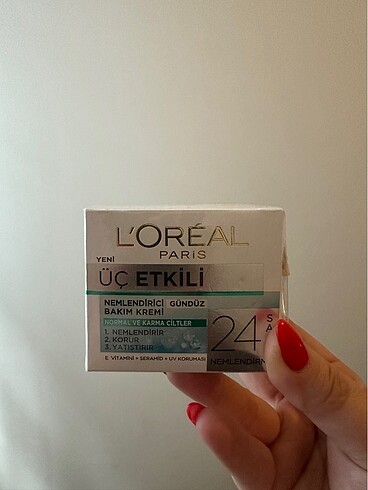 L'ORÉAL
PARIS
YENİ
ÜÇ ETKİLİ
NEMLENDİRİCİ GÜNDÜZ
BAKIM KREMİ
NORMAL VE KARMA CİLTLER
1. NEMLENDİRİR
2. KORUR
3. YATIŞTIRIR
24
E VİTAMİNİ + SERAMİD + UV KORUMASI